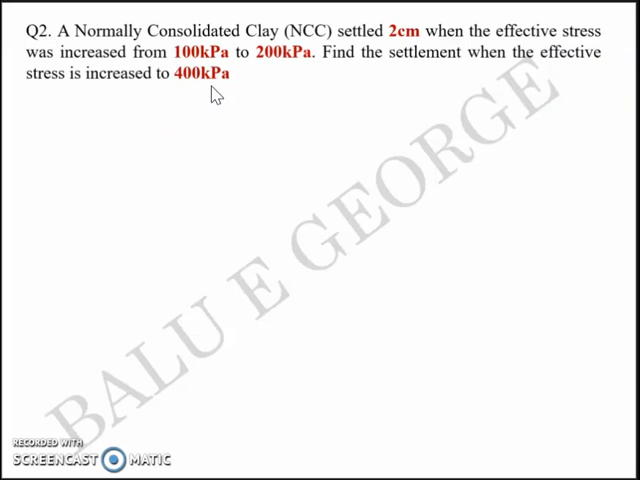 Q2. A Normally Consolidated Clay (NCC) settled 2cm when the effective stress
was increased from 100kPa to 200kPa. Find the settlement when the effective
stress is increased to 400kPa
BALU E GEORGE
RECORDED WITH
SCREENCAST MATIC